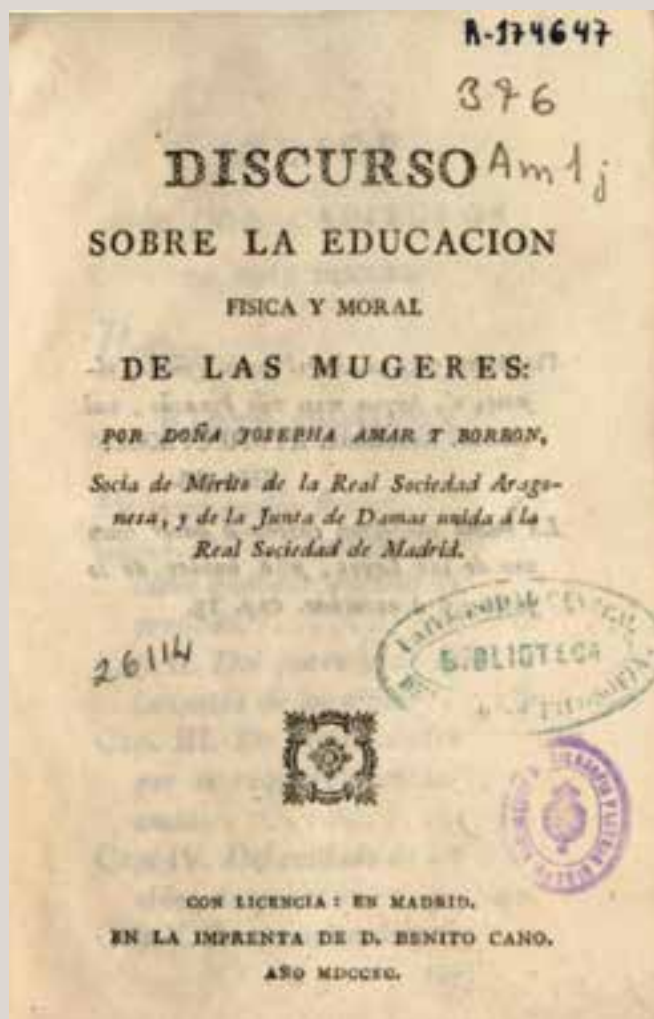 R-174647
376
Am1j
DISCURSO
SOBRE LA EDUCACION
FISICA Y MORAL
DE LAS MUGERES:
POR DOÑA JOSEPHA AMAR Y BORBON,
Socia de Mérito de la Real Sociedad Arago-
nesa, y de la Junta de Damas unida á la
Real Sociedad de Madrid.
26114
BIBLIOTECA
CON LICENCIA: EN MADRID.
EN LA IMPRENTA DE D. BENITO CANO.
AÑO MDCCXC.